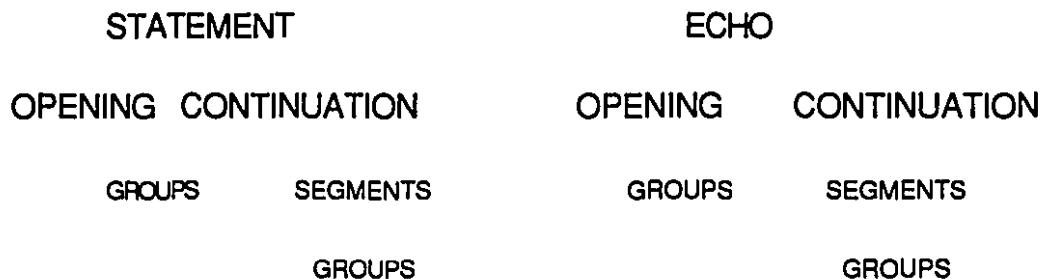 STATEMENT ECHO
OPENING CONTINUATION OPENING CONTINUATION
GROUPS SEGMENTS GROUPS SEGMENTS
GROUPS GROUPS